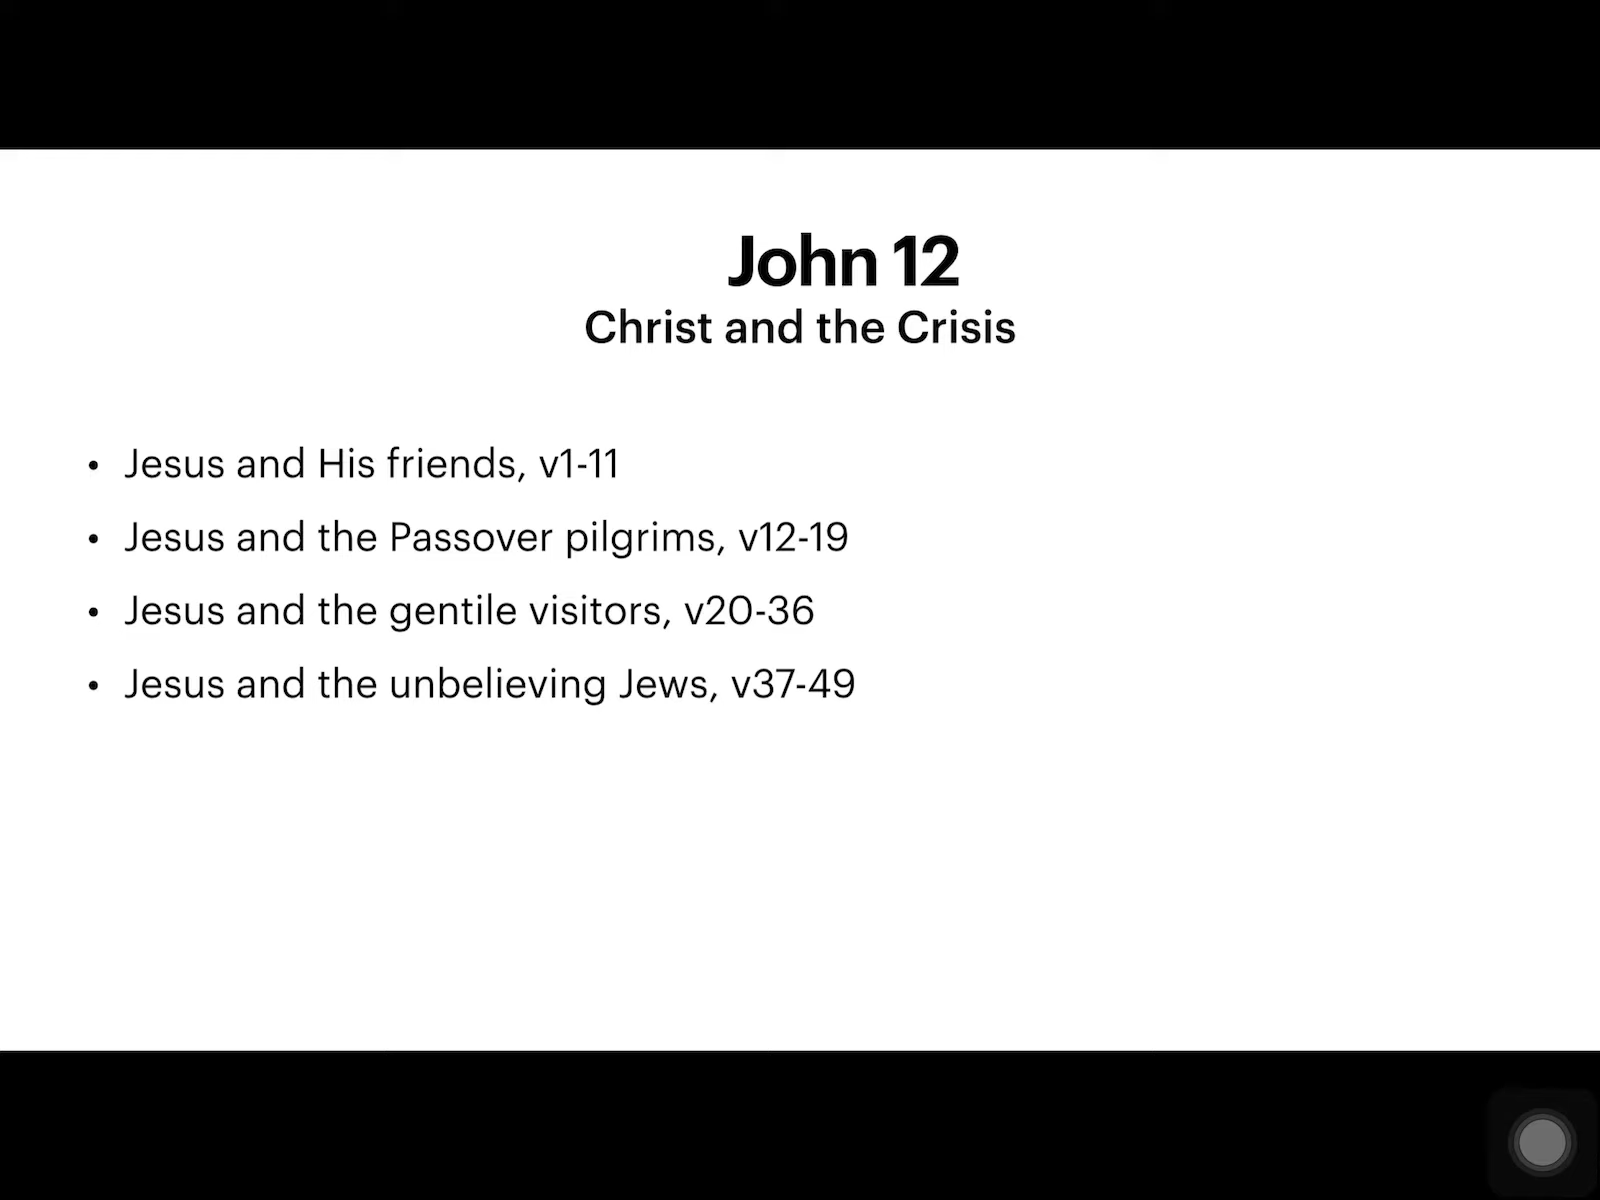 John 12
Christ and the Crisis
• Jesus and His friends, v1-11
• Jesus and the Passover pilgrims, v12-19
• Jesus and the gentile visitors, v20-36
• Jesus and the unbelieving Jews, v37-49